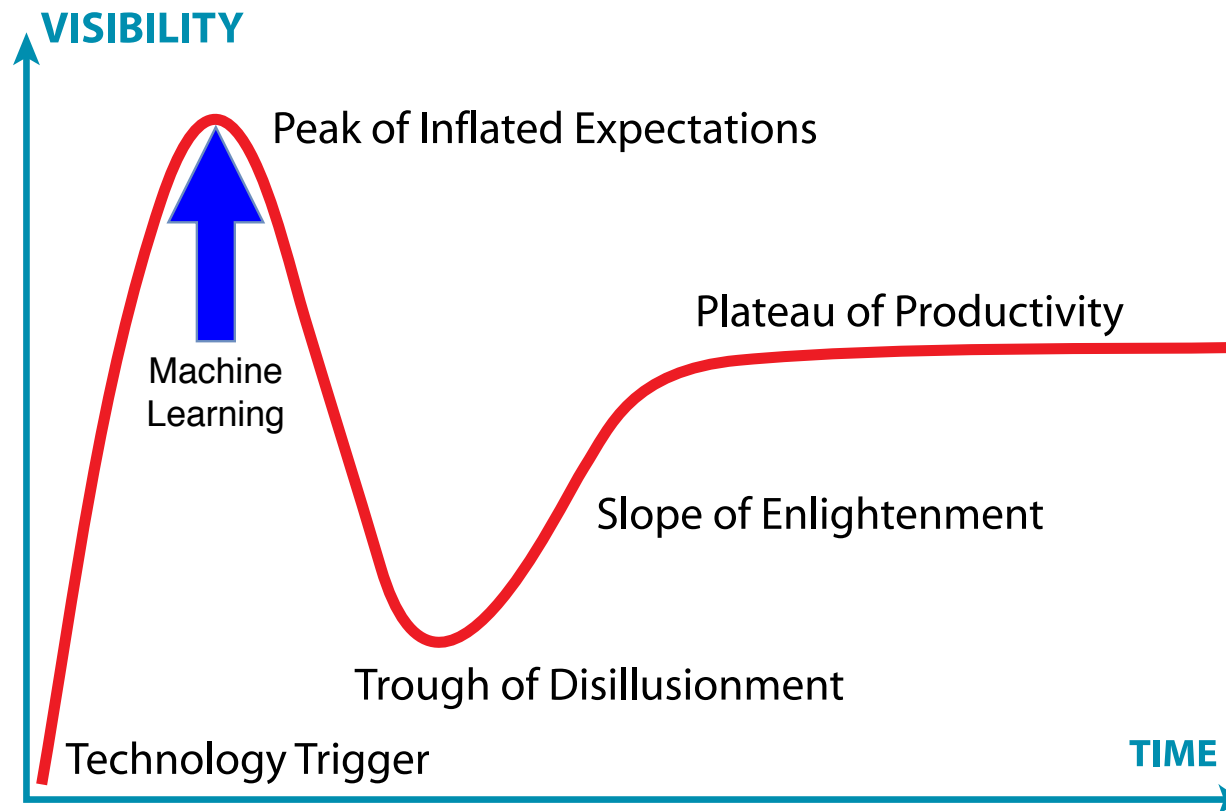 VISIBILITY
Peak of Inflated Expectations
Plateau of Productivity
Machine
Learning
Slope of Enlightenment
Trough of Disillusionment
Technology Trigger
TIME